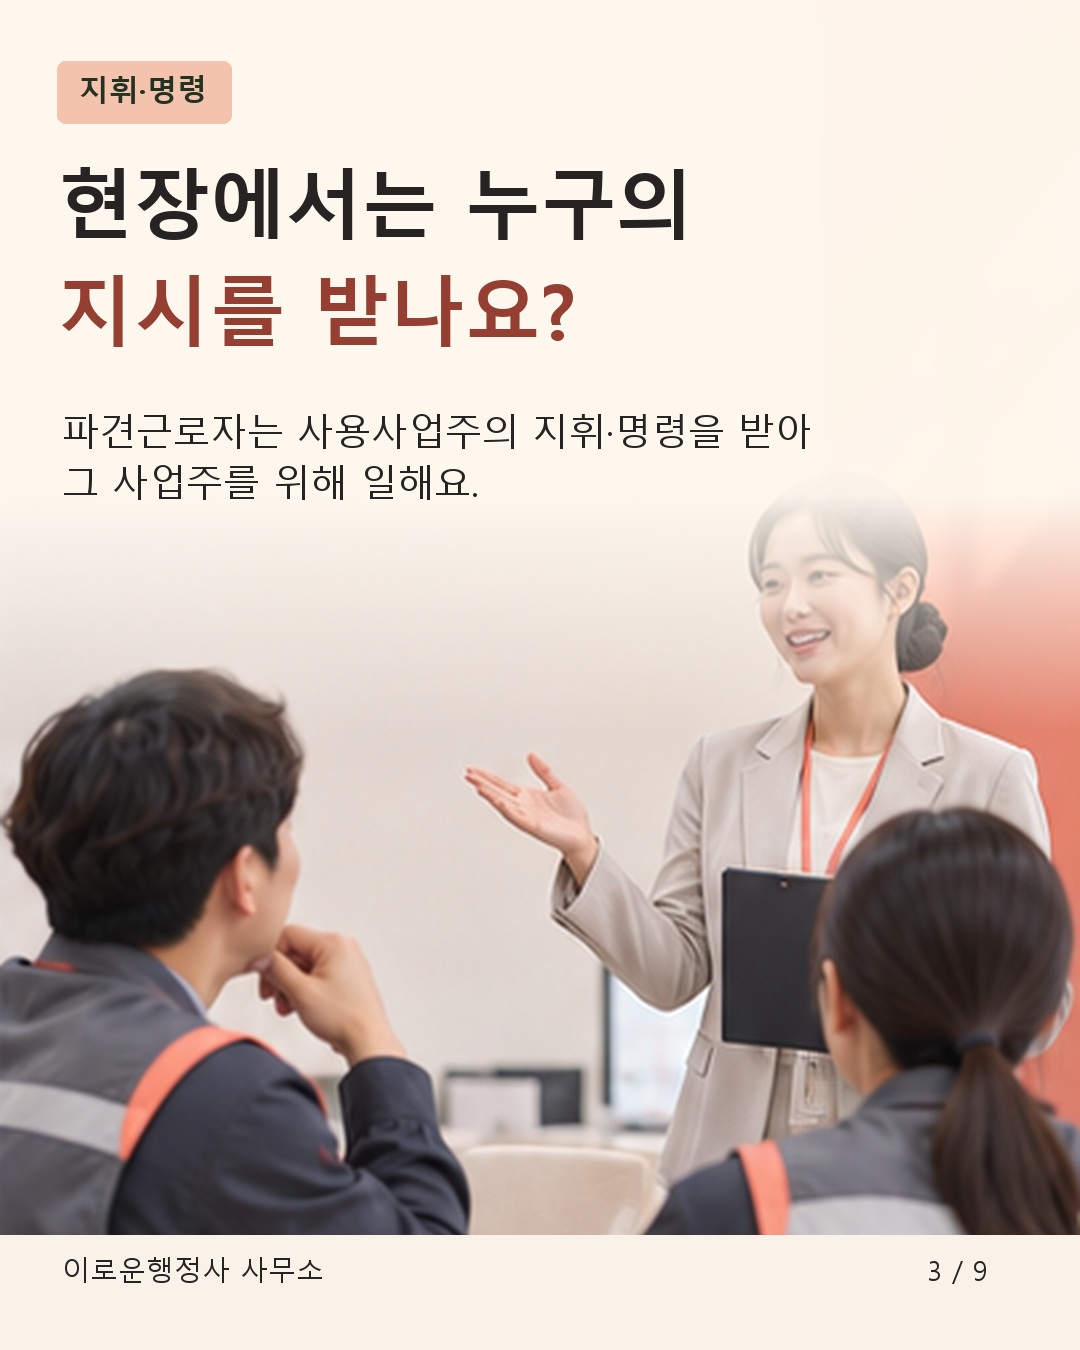 지휘·명령
현장에서는 누구의
지시를 받나요?
파견근로자는 사용사업주의 지휘·명령을 받아
그 사업주를 위해 일해요.
이로운행정사 사무소
3 / 9